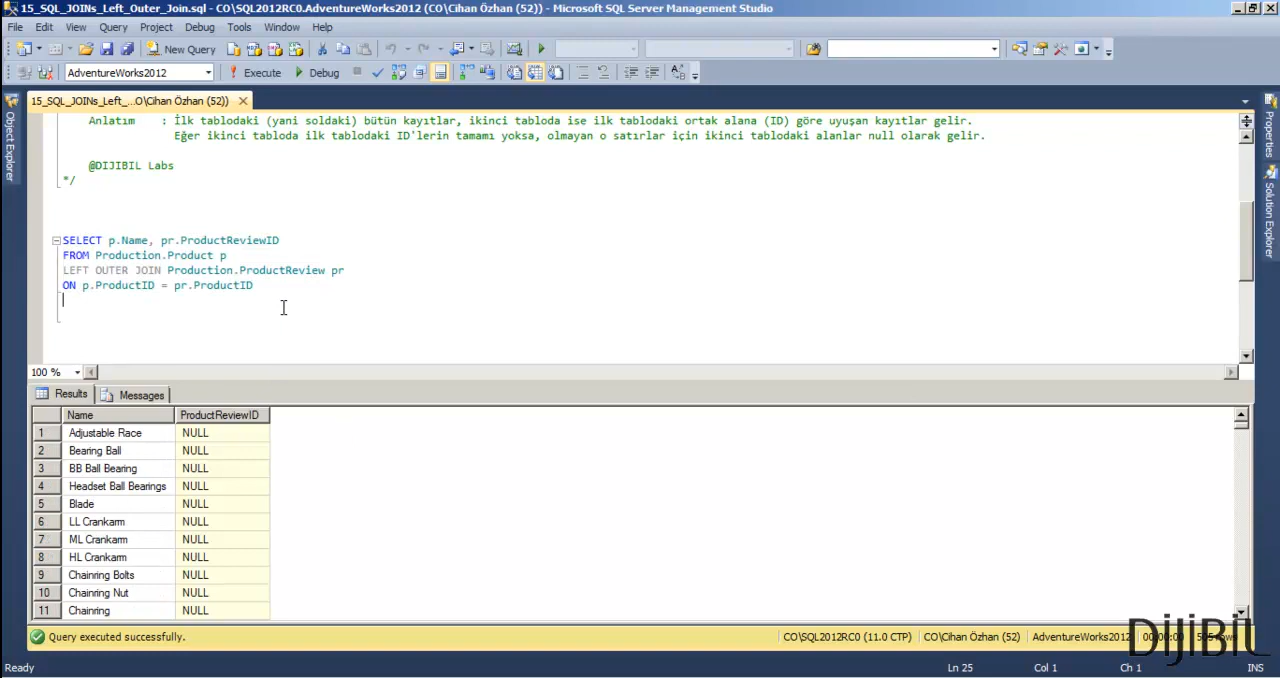 15_SQL_JOINs_Left_Outer_Join.sql - CO\SQL2012RC0.AdventureWorks2012 (CO\Cihan Özhan (52)) - Microsoft SQL Server Management Studio
File Edit View Query Project Debug Tools Window Help
New Query
AdventureWorks2012 Execute Debug
15_SQL_JOINs_Left_...O\Cihan Özhan (52))
Object Explorer
Properties
Solution Explorer
Anlatım : İlk tablodaki (yani soldaki) bütün kayıtlar, ikinci tabloda ise ilk tablodaki ortak alana (ID) göre uyuşan kayıtlar gelir.
Eğer ikinci tabloda ilk tablodaki ID'lerin tamamı yoksa, olmayan o satırlar için ikinci tablodaki alanlar null olarak gelir.
@DIJIBIL Labs
*/
SELECT p.Name, pr.ProductReviewID
FROM Production.Product p
LEFT OUTER JOIN Production.ProductReview pr
ON p.ProductID = pr.ProductID
100 %
Results Messages
Name ProductReviewID
1 Adjustable Race NULL
2 Bearing Ball NULL
3 BB Ball Bearing NULL
4 Headset Ball Bearings NULL
5 Blade NULL
6 LL Crankarm NULL
7 ML Crankarm NULL
8 HL Crankarm NULL
9 Chainring Bolts NULL
10 Chainring Nut NULL
11 Chainring NULL
Query executed successfully. CO\SQL2012RC0 (11.0 CTP) CO\Cihan Özhan (52) AdventureWorks2012 00:00:00 rows
DijiBiL
Ready Ln 25 Col 1 Ch 1 INS